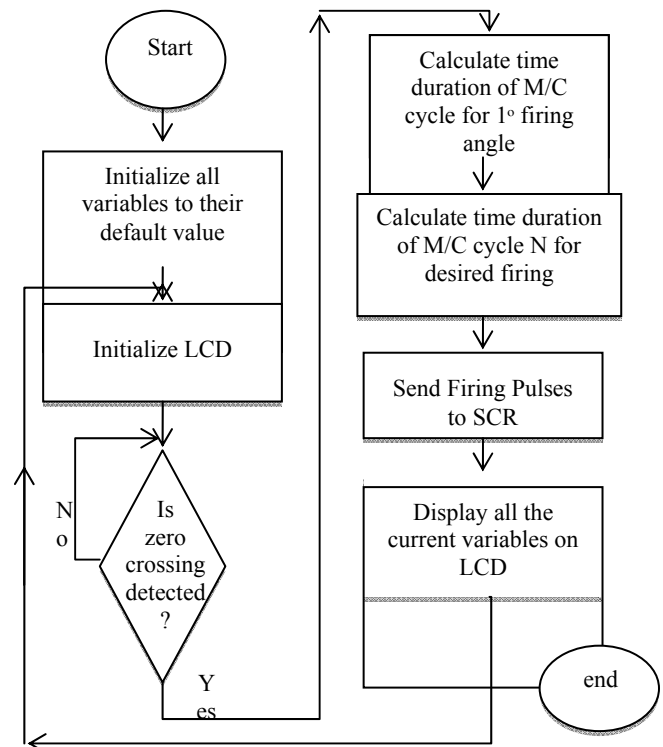 Start
Initialize all
variables to their
default value
Initialize LCD
N
o
Is
zero
crossing
detected
?
Y
es
Calculate time
duration of M/C
cycle for 1º firing
angle
Calculate time duration
of M/C cycle N for
desired firing
Send Firing Pulses
to SCR
Display all the
current variables on
LCD
end